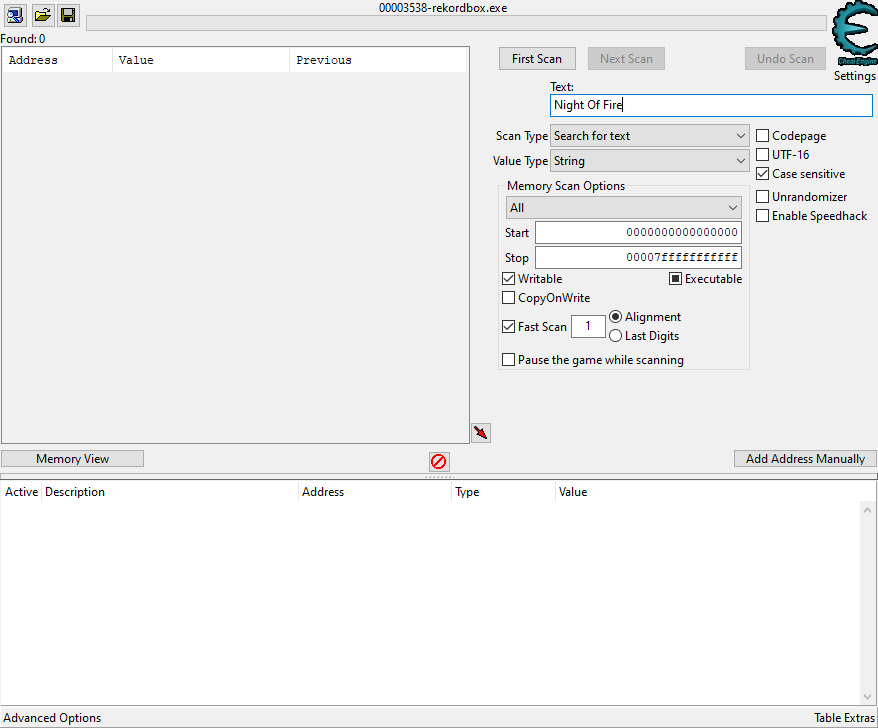 00003538-rekordbox.exe
Found: 0
Address Value Previous
First Scan Next Scan Undo Scan
Cheat Engine
Settings
Text:
Night Of Fire
Scan Type Search for text
Codepage
Value Type String
UTF-16
Case sensitive
Memory Scan Options
Unrandomizer
All
Enable Speedhack
Start 0000000000000000
Stop 00007fffffffffff
Writable Executable
CopyOnWrite
Fast Scan 1 Alignment
Last Digits
Pause the game while scanning
Memory View Add Address Manually
Active Description Address Type Value
Advanced Options Table Extras